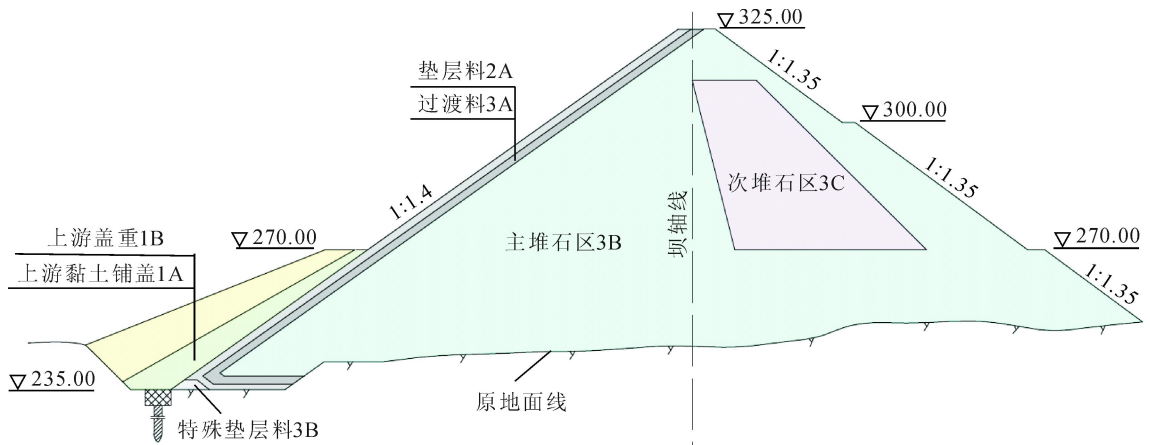 325.00
1:1.35
垫层料2A
过渡料3A
300.00
次堆石区3C
1:1.35
1:1.4
坝轴线
上游盖重1B
270.00
主堆石区3B
270.00
上游黏土铺盖1A
1:1.35
235.00
原地面线
特殊垫层料3B